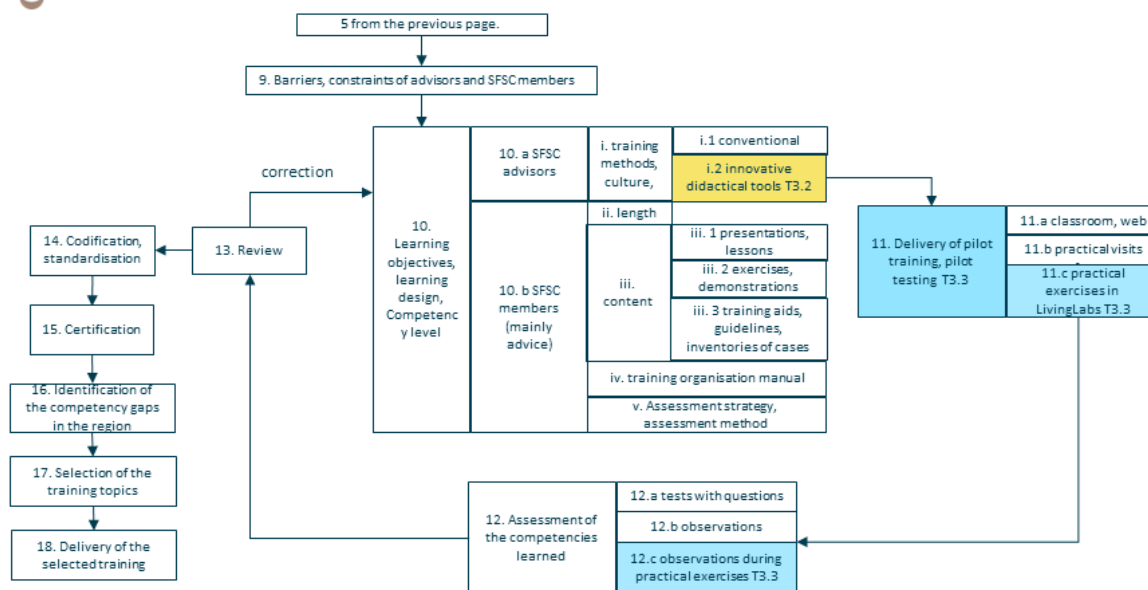 5 from the previous page.
9. Barriers, constraints of advisors and SFSC members
10.
Learning
objectives,
learning
design,
Competenc
y level
10. a SFSC
advisors
i. training
methods,
culture,
i.1 conventional
i.2 innovative
didactical tools T3.2
10. b SFSC
members
(mainly
advice)
ii. length
iii.
content
iii. 1 presentations,
lessons
iii. 2 exercises,
demonstrations
iii. 3 training aids,
guidelines,
inventories of cases
iv. training organisation manual
v. Assessment strategy,
assessment method
11. Delivery of pilot
training, pilot
testing T3.3
11.a classroom, web
11.b practical visits
11.c practical
exercises in
LivingLabs T3.3
12. Assessment of
the competencies
learned
12.a tests with questions
12.b observations
12.c observations during
practical exercises T3.3
correction
13. Review
14. Codification,
standardisation
15. Certification
16. Identification of
the competency gaps
in the region
17. Selection of the
training topics
18. Delivery of the
selected training